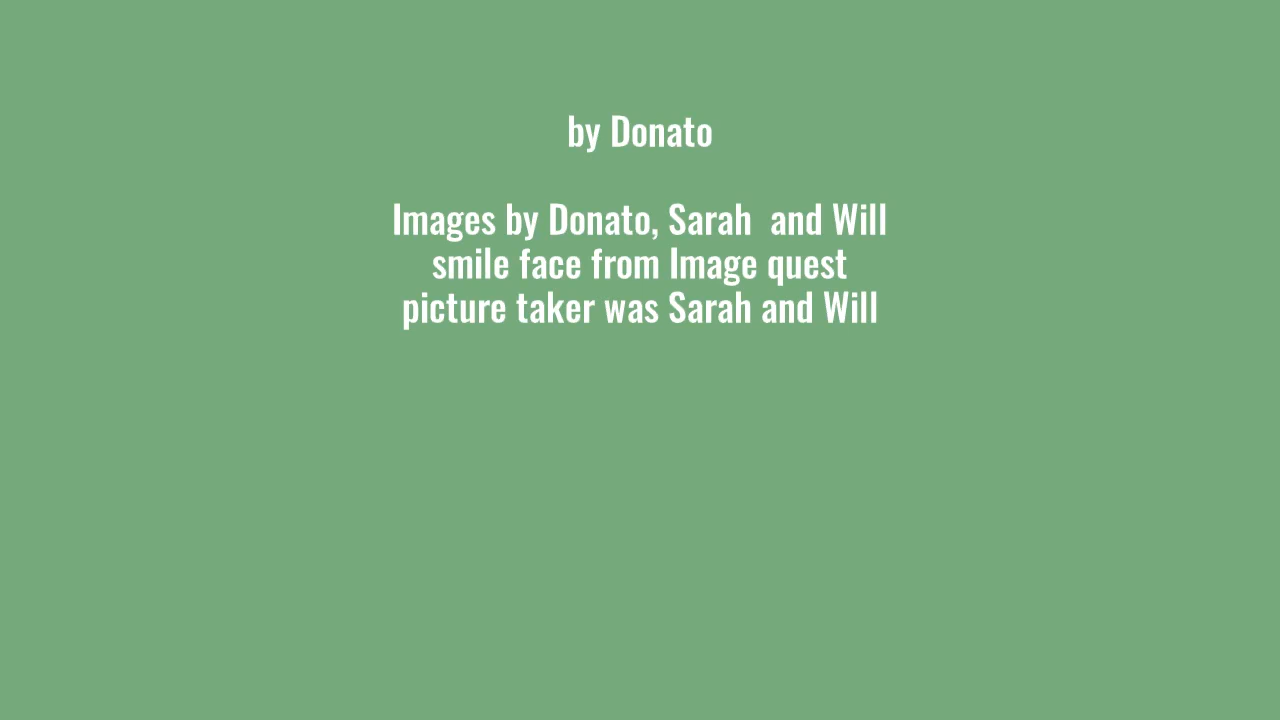 by Donato
Images by Donato, Sarah  and Will
smile face from Image quest
picture taker was Sarah and Will